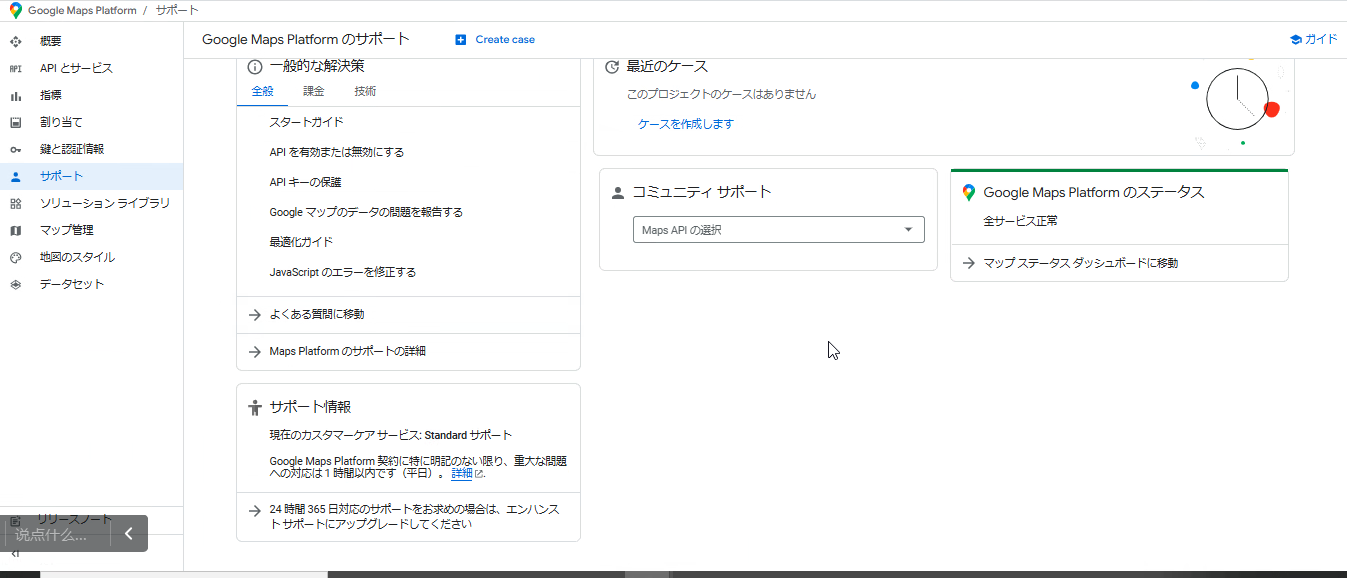 Google Maps Platform / サポート
概要
API とサービス
指標
割り当て
鍵と認証情報
サポート
ソリューション ライブラリ
マップ管理
地図のスタイル
データセット
リリースノート
说点什么...
Google Maps Platform のサポート
Create case
ガイド
一般的な解決策
全般 課金 技術
スタートガイド
API を有効または無効にする
API キーの保護
Google マップのデータの問題を報告する
最適化ガイド
JavaScript のエラーを修正する
よくある質問に移動
Maps Platform のサポートの詳細
サポート情報
現在のカスタマーケア サービス: Standard サポート
Google Maps Platform 契約に特に明記のない限り、重大な問題
への対応は 1 時間以内です（平日）。 詳細
24 時間 365 日対応のサポートをお求めの場合は、エンハンス
ト サポートにアップグレードしてください
最近のケース
このプロジェクトのケースはありません
ケースを作成します
コミュニティ サポート
Maps API の選択
Google Maps Platform のステータス
全サービス正常
マップ ステータス ダッシュボードに移動